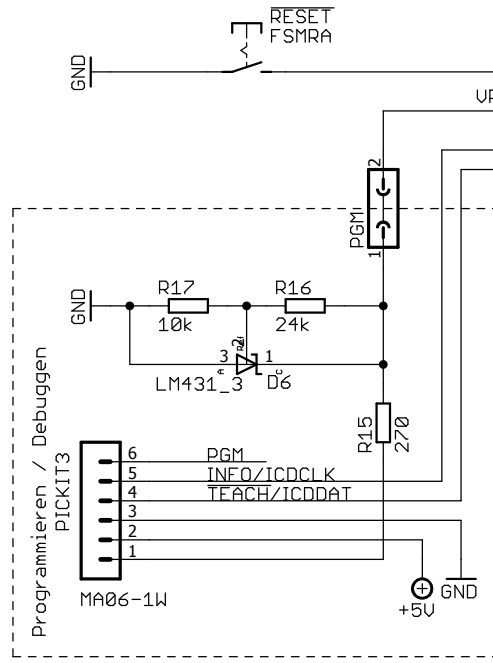 RESET
FSMRA
GND
VP
2
PGM
1
GND
R17
10k
R16
24k
3
A
2
Ref
1
C
LM431_3
D6
R15
270
Programmieren / Debuggen
PICKIT3
6
PGM
5
INFO/ICDCLK
4
TEACH/ICDDAT
3
2
1
MA06-1W
+5V
GND